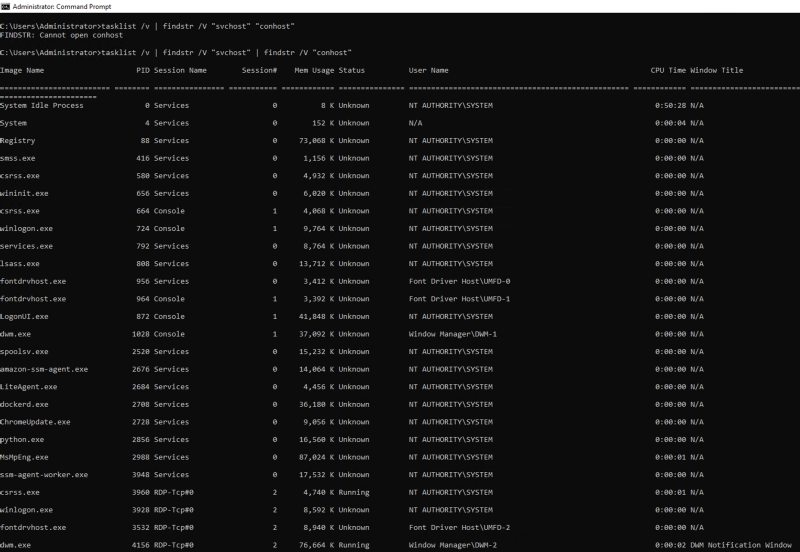 Administrator: Command Prompt
C:\Users\Administrator>tasklist /v | findstr /V "svchost" "conhost"
FINDSTR: Cannot open conhost
C:\Users\Administrator>tasklist /v | findstr /V "svchost" | findstr /V "conhost"
Image Name PID Session Name Session# Mem Usage Status User Name CPU Time Window Title
========================= ======== ================ =========== ============ =============== ================================================== ============ ========================
======================
System Idle Process 0 Services 0 8 K Unknown NT AUTHORITY\SYSTEM 0:50:28 N/A
System 4 Services 0 152 K Unknown N/A 0:00:04 N/A
Registry 88 Services 0 73,068 K Unknown NT AUTHORITY\SYSTEM 0:00:00 N/A
smss.exe 416 Services 0 1,156 K Unknown NT AUTHORITY\SYSTEM 0:00:00 N/A
csrss.exe 580 Services 0 4,932 K Unknown NT AUTHORITY\SYSTEM 0:00:00 N/A
wininit.exe 656 Services 0 6,020 K Unknown NT AUTHORITY\SYSTEM 0:00:00 N/A
csrss.exe 664 Console 1 4,068 K Unknown NT AUTHORITY\SYSTEM 0:00:00 N/A
winlogon.exe 724 Console 1 9,764 K Unknown NT AUTHORITY\SYSTEM 0:00:00 N/A
services.exe 792 Services 0 8,764 K Unknown NT AUTHORITY\SYSTEM 0:00:00 N/A
lsass.exe 808 Services 0 13,712 K Unknown NT AUTHORITY\SYSTEM 0:00:00 N/A
fontdrvhost.exe 956 Services 0 3,412 K Unknown Font Driver Host\UMFD-0 0:00:00 N/A
fontdrvhost.exe 964 Console 1 3,392 K Unknown Font Driver Host\UMFD-1 0:00:00 N/A
LogonUI.exe 872 Console 1 41,848 K Unknown NT AUTHORITY\SYSTEM 0:00:00 N/A
dwm.exe 1028 Console 1 37,092 K Unknown Window Manager\DWM-1 0:00:00 N/A
spoolsv.exe 2520 Services 0 15,232 K Unknown NT AUTHORITY\SYSTEM 0:00:00 N/A
amazon-ssm-agent.exe 2676 Services 0 14,064 K Unknown NT AUTHORITY\SYSTEM 0:00:00 N/A
LiteAgent.exe 2684 Services 0 4,456 K Unknown NT AUTHORITY\SYSTEM 0:00:00 N/A
dockerd.exe 2708 Services 0 36,180 K Unknown NT AUTHORITY\SYSTEM 0:00:00 N/A
ChromeUpdate.exe 2728 Services 0 9,056 K Unknown NT AUTHORITY\SYSTEM 0:00:00 N/A
python.exe 2856 Services 0 16,560 K Unknown NT AUTHORITY\SYSTEM 0:00:00 N/A
MsMpEng.exe 2988 Services 0 87,024 K Unknown NT AUTHORITY\SYSTEM 0:00:01 N/A
ssm-agent-worker.exe 3948 Services 0 17,532 K Unknown NT AUTHORITY\SYSTEM 0:00:00 N/A
csrss.exe 3960 RDP-Tcp#0 2 4,740 K Running NT AUTHORITY\SYSTEM 0:00:01 N/A
winlogon.exe 3928 RDP-Tcp#0 2 8,592 K Unknown NT AUTHORITY\SYSTEM 0:00:00 N/A
fontdrvhost.exe 3532 RDP-Tcp#0 2 8,940 K Unknown Font Driver Host\UMFD-2 0:00:00 N/A
dwm.exe 4156 RDP-Tcp#0 2 76,664 K Running Window Manager\DWM-2 0:00:02 DWM Notification Window